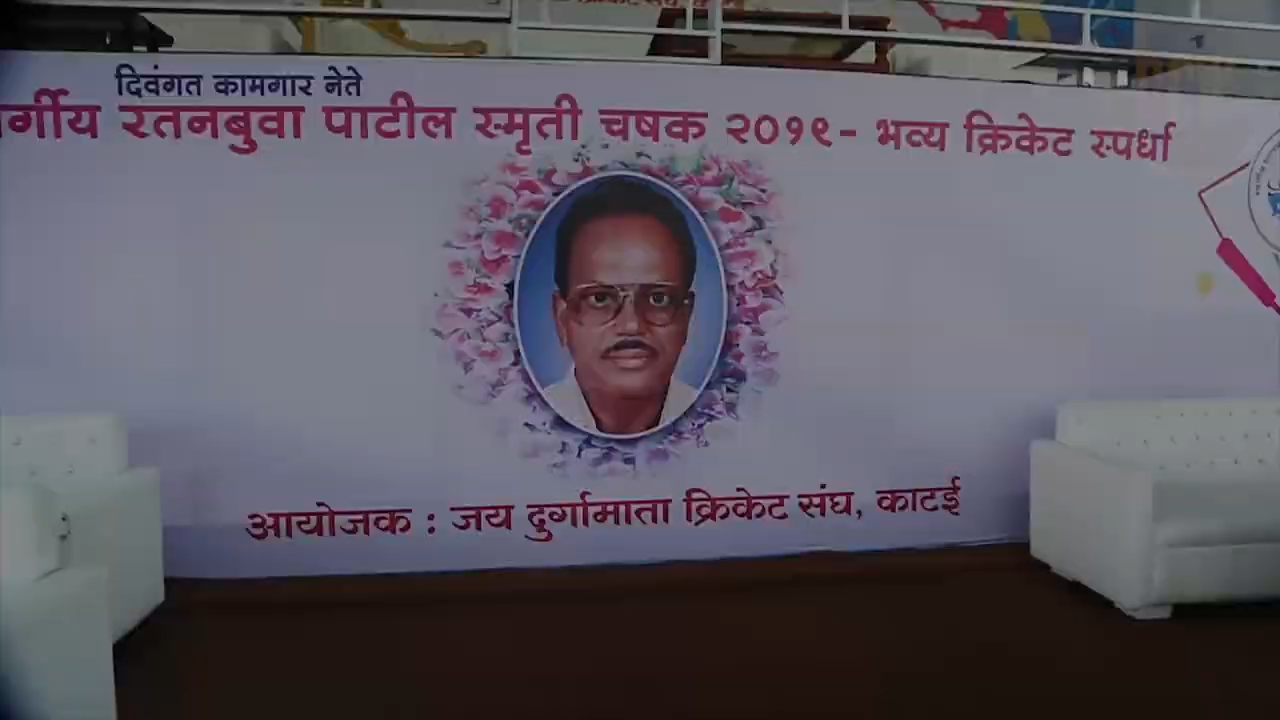 दिवंगत कामगार नेते
र्गीय रतनबुवा पाटील स्मृती चषक २०१९- भव्य क्रिकेट स्पर्धा
आयोजक : जय दुर्गामाता क्रिकेट संघ, काटई